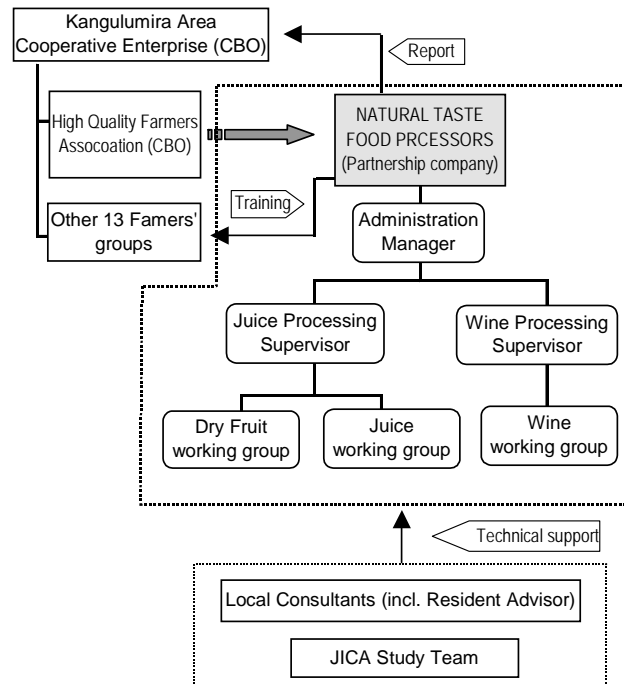 Kangulumira Area
Cooperative Enterprise (CBO)
Report
High Quality Farmers
Assocoation (CBO)
NATURAL TASTE
FOOD PRCESSORS
(Partnership company)
Training
Other 13 Famers'
groups
Administration
Manager
Juice Processing
Supervisor
Wine Processing
Supervisor
Dry Fruit
working group
Juice
working group
Wine
working group
Technical support
Local Consultants (incl. Resident Advisor)
JICA Study Team